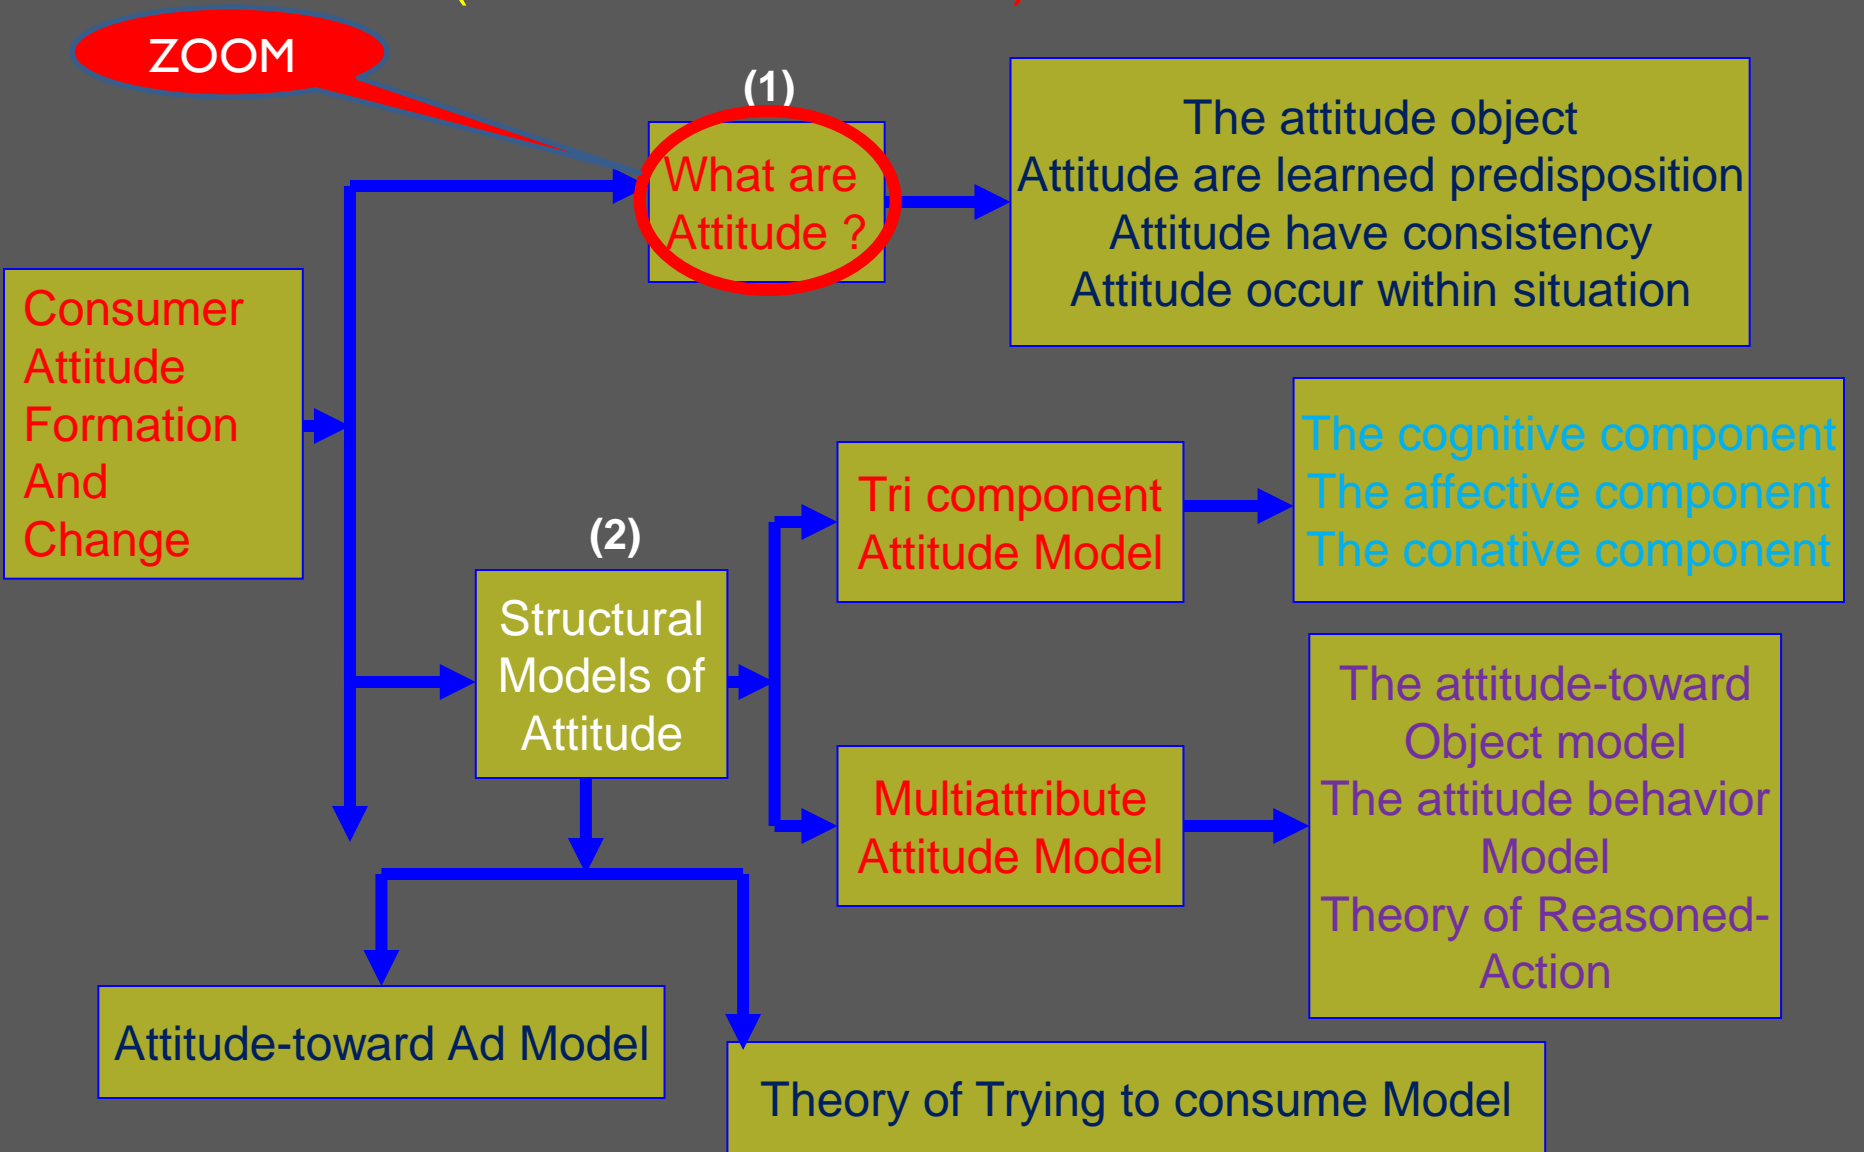 ZOOM
(1)
What are
Attitude ?
The attitude object
Attitude are learned predisposition
Attitude have consistency
Attitude occur within situation
Consumer
Attitude
Formation
And
Change
(2)
Structural
Models of
Attitude
Tri component
Attitude Model
The cognitive component
The affective component
The conative component
Multiattribute
Attitude Model
The attitude-toward
Object model
The attitude behavior
Model
Theory of Reasoned-
Action
Attitude-toward Ad Model
Theory of Trying to consume Model